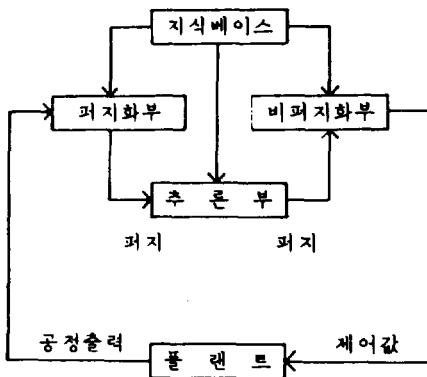 지식베이스
퍼지화부
비퍼지화부
추론부
퍼지
퍼지
공정출력
제어값
플랜트